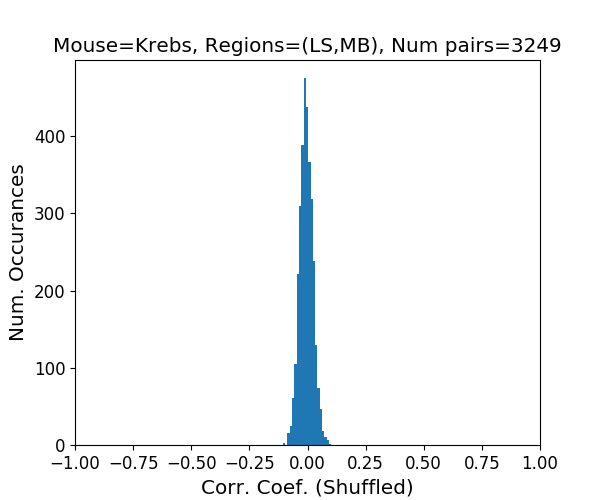 Mouse=Krebs, Regions=(LS,MB), Num pairs=3249
Num. Occurances
400
300
200
100
0
−1.00 −0.75 −0.50 −0.25 0.00 0.25 0.50 0.75 1.00
Corr. Coef. (Shuffled)